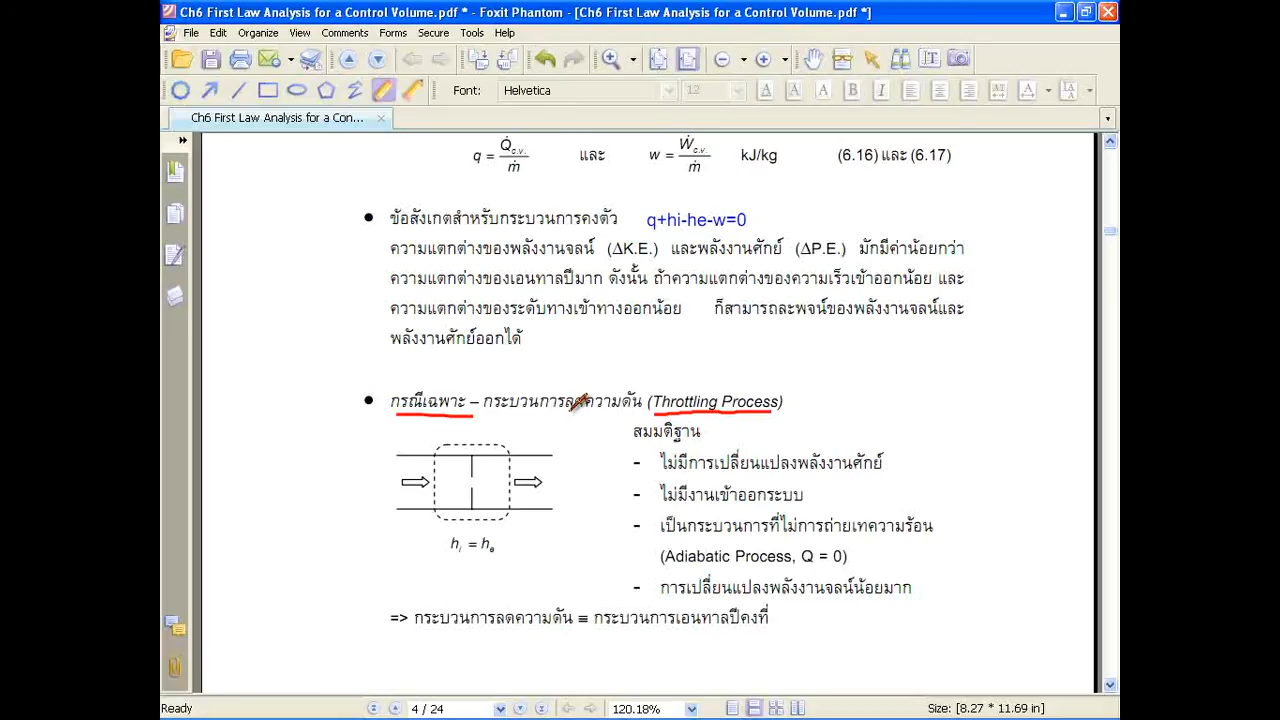 Ch6 First Law Analysis for a Control Volume.pdf * - Foxit Phantom - [Ch6 First Law Analysis for a Control Volume.pdf *]
File Edit Organize View Comments Forms Secure Tools Help
Font: Helvetica 12
Ch6 First Law Analysis for a Con...
q = Q̇c.v. / ṁ และ w = Ẇc.v. / ṁ kJ/kg (6.16) และ (6.17)
• ข้อสังเกตสำหรับกระบวนการคงตัว q+hi-he-w=0
ความแตกต่างของพลังงานจลน์ (ΔK.E.) และพลังงานศักย์ (ΔP.E.) มักมีค่าน้อยกว่า
ความแตกต่างของเอนทาลปีมาก ดังนั้น ถ้าความแตกต่างของความเร็วเข้าออกน้อย และ
ความแตกต่างของระดับทางเข้าทางออกน้อย ก็สามารถละพจน์ของพลังงานจลน์และ
พลังงานศักย์ออกได้
• กรณีเฉพาะ – กระบวนการลดความดัน (Throttling Process)
สมมติฐาน
- ไม่มีการเปลี่ยนแปลงพลังงานศักย์
- ไม่มีงานเข้าออกระบบ
- เป็นกระบวนการที่ไม่การถ่ายเทความร้อน
(Adiabatic Process, Q = 0)
hi = he
- การเปลี่ยนแปลงพลังงานจลน์น้อยมาก
=> กระบวนการลดความดัน ≡ กระบวนการเอนทาลปีคงที่
Ready 4 / 24 120.18% Size: [8.27 * 11.69 in]